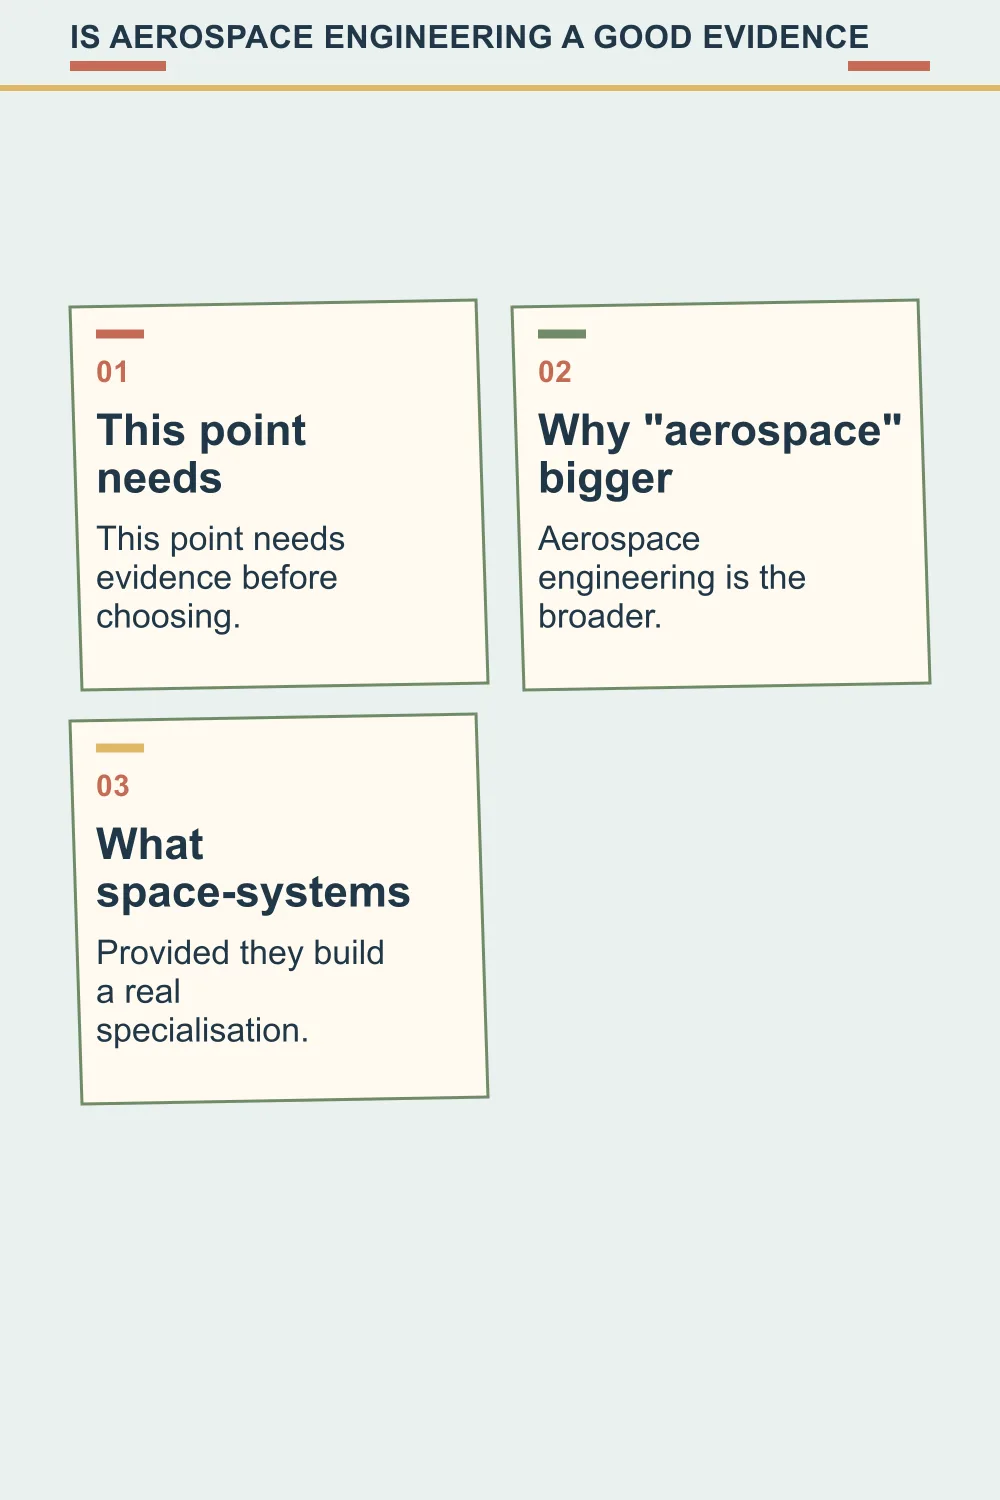 IS AEROSPACE ENGINEERING A GOOD EVIDENCE
01
This point
needs
This point needs
evidence before
choosing.
02
Why "aerospace"
bigger
Aerospace
engineering is the
broader.
03
What
space-systems
Provided they build
a real
specialisation.